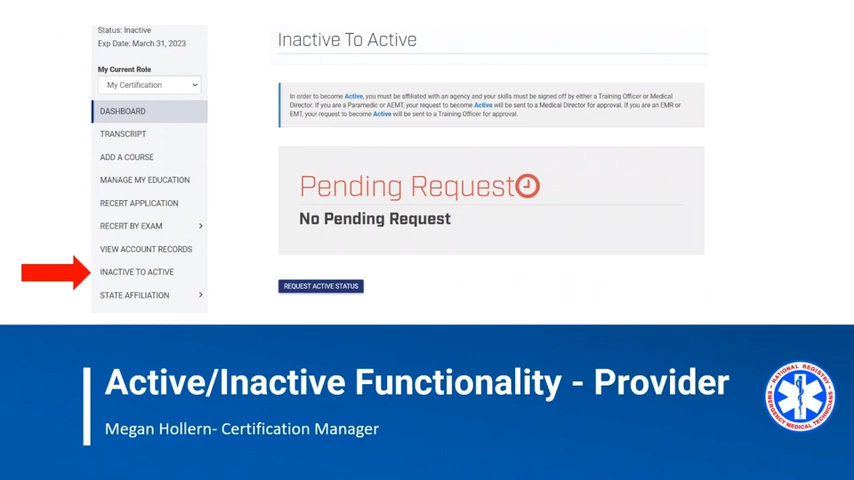 Status: Inactive
Exp Date: March 31, 2023
My Current Role
My Certification
DASHBOARD
TRANSCRIPT
ADD A COURSE
MANAGE MY EDUCATION
RECERT APPLICATION
RECERT BY EXAM
VIEW ACCOUNT RECORDS
INACTIVE TO ACTIVE
STATE AFFILIATION
Inactive To Active
In order to become Active, you must be affiliated with an agency and your skills must be signed off by either a Training Officer or Medical
Director. If you are a Paramedic or AEMT, your request to become Active will be sent to a Medical Director for approval. If you are an EMR or
EMT, your request to become Active will be sent to a Training Officer for approval.
Pending Request
No Pending Request
REQUEST ACTIVE STATUS
Active/Inactive Functionality - Provider
Megan Hollern- Certification Manager
NATIONAL REGISTRY
EMERGENCY MEDICAL TECHNICIANS